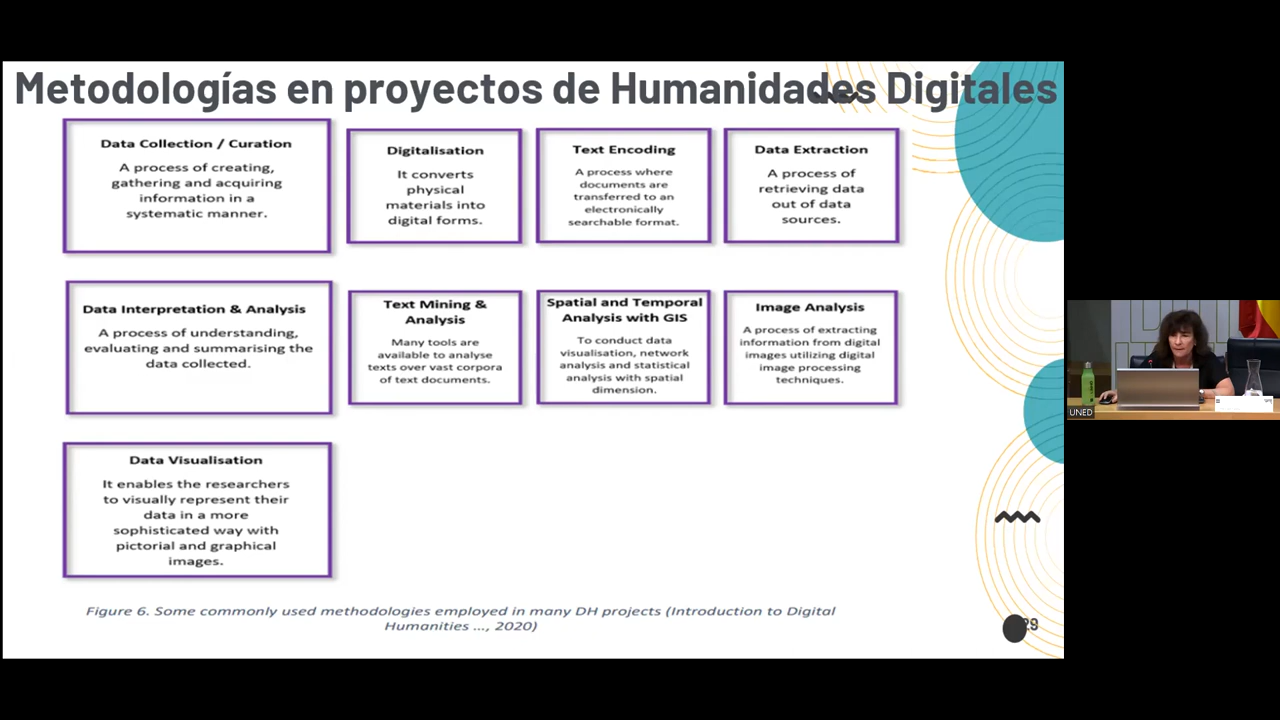 Metodologías en proyectos de Humanidades Digitales
Data Collection / Curation
A process of creating,
gathering and acquiring
information in a
systematic manner.
Digitalisation
It converts
physical
materials into
digital forms.
Text Encoding
A process where
documents are
transferred to an
electronically
searchable format.
Data Extraction
A process of
retrieving data
out of data
sources.
Data Interpretation & Analysis
A process of understanding,
evaluating and summarising the
data collected.
Text Mining &
Analysis
Many tools are
available to analyse
texts over vast corpora
of text documents.
Spatial and Temporal
Analysis with GIS
To conduct data
visualisation, network
analysis and statistical
analysis with spatial
dimension.
Image Analysis
A process of extracting
information from digital
images utilizing digital
image processing
techniques.
Data Visualisation
It enables the researchers
to visually represent their
data in a more
sophisticated way with
pictorial and graphical
images.
Figure 6. Some commonly used methodologies employed in many DH projects (Introduction to Digital
Humanities ..., 2020)
29
UNED